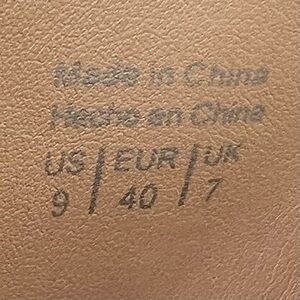 Made in China
Hecho en China
US | EUR | UK
9 | 40 | 7